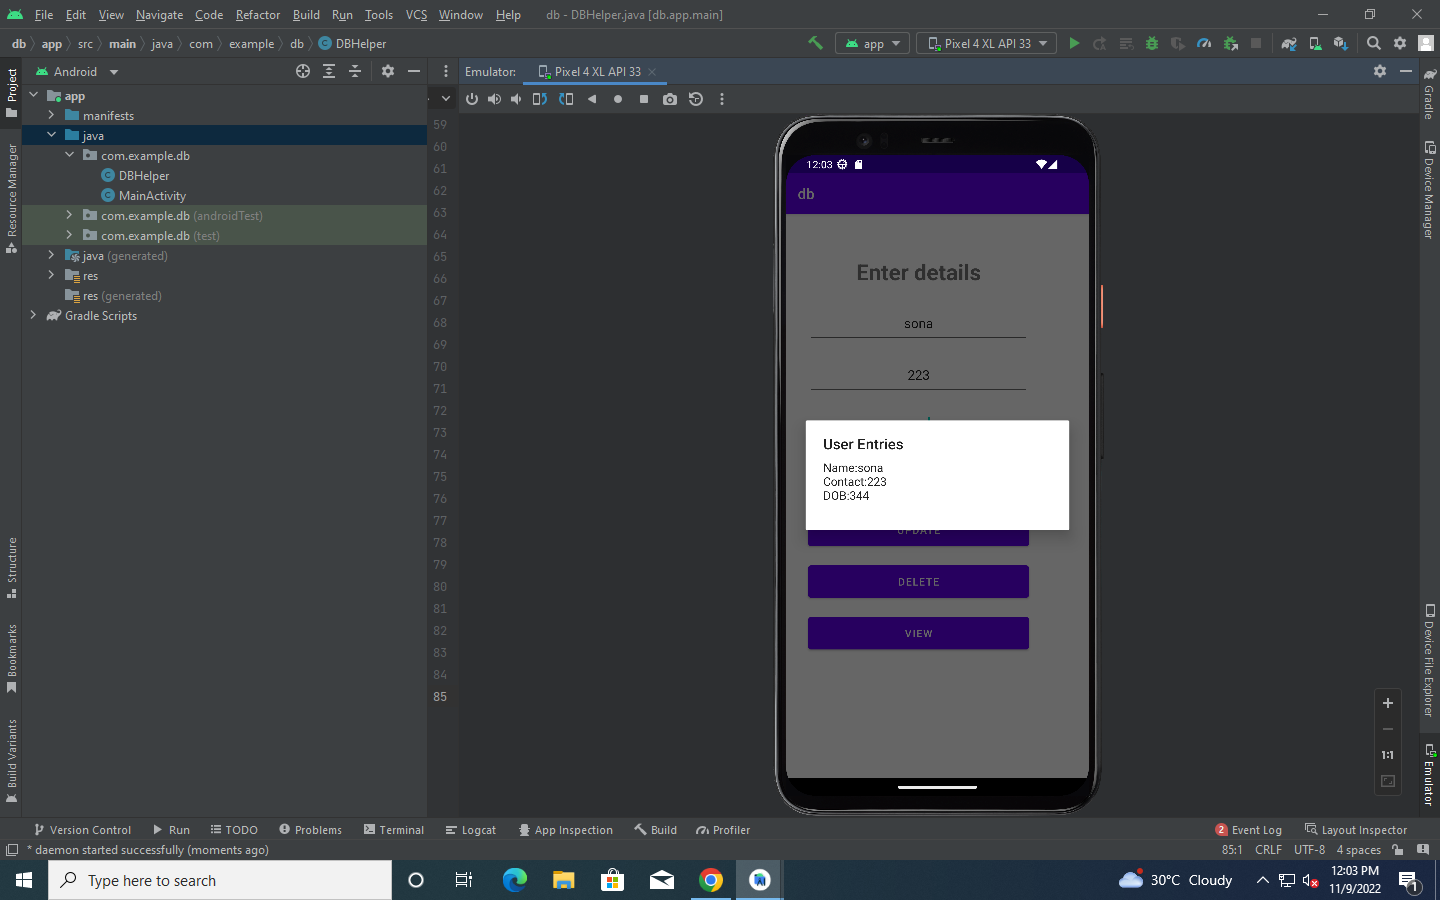 File Edit View Navigate Code Refactor Build Run Tools VCS Window Help db - DBHelper.java [db.app.main]
db app src main java com example db DBHelper app Pixel 4 XL API 33
Project Android Emulator: Pixel 4 XL API 33
app
manifests
java
com.example.db
DBHelper
MainActivity
com.example.db (androidTest)
com.example.db (test)
java (generated)
res
res (generated)
Gradle Scripts
Resource Manager
Structure
Bookmarks
Build Variants
59
60
61
62
63
64
65
66
67
68
69
70
71
72
73
74
75
76
77
78
79
80
81
82
83
84
85
12:03
db
Enter details
sona
223
User Entries
Name:sona
Contact:223
DOB:344
UPDATE
DELETE
VIEW
1:1
Gradle
Device Manager
Device File Explorer
Emulator
Version Control Run TODO Problems Terminal Logcat App Inspection Build Profiler 2 Event Log Layout Inspector
* daemon started successfully (moments ago) 85:1 CRLF UTF-8 4 spaces
Type here to search 30°C Cloudy 12:03 PM
11/9/2022 1